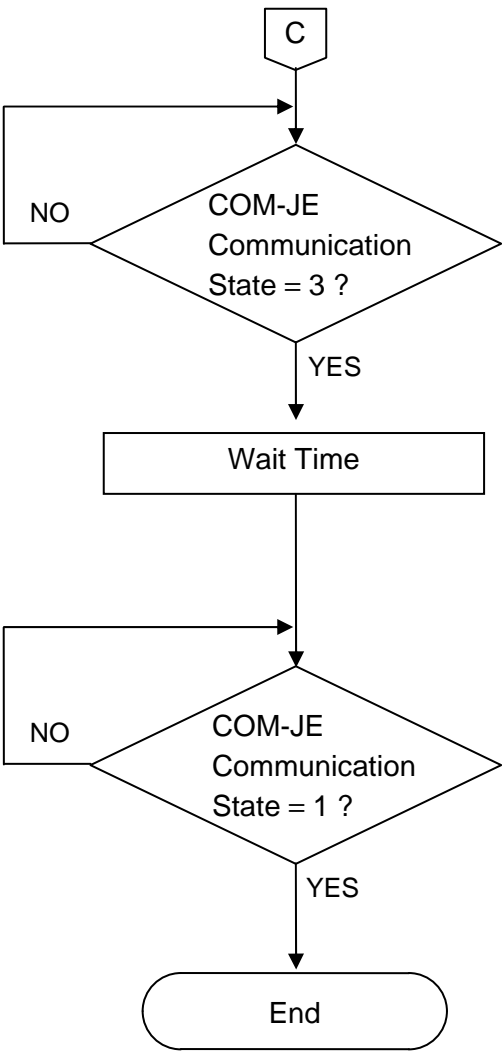 C
NO
COM-JE
Communication
State = 3 ?
YES
Wait Time
NO
COM-JE
Communication
State = 1 ?
YES
End